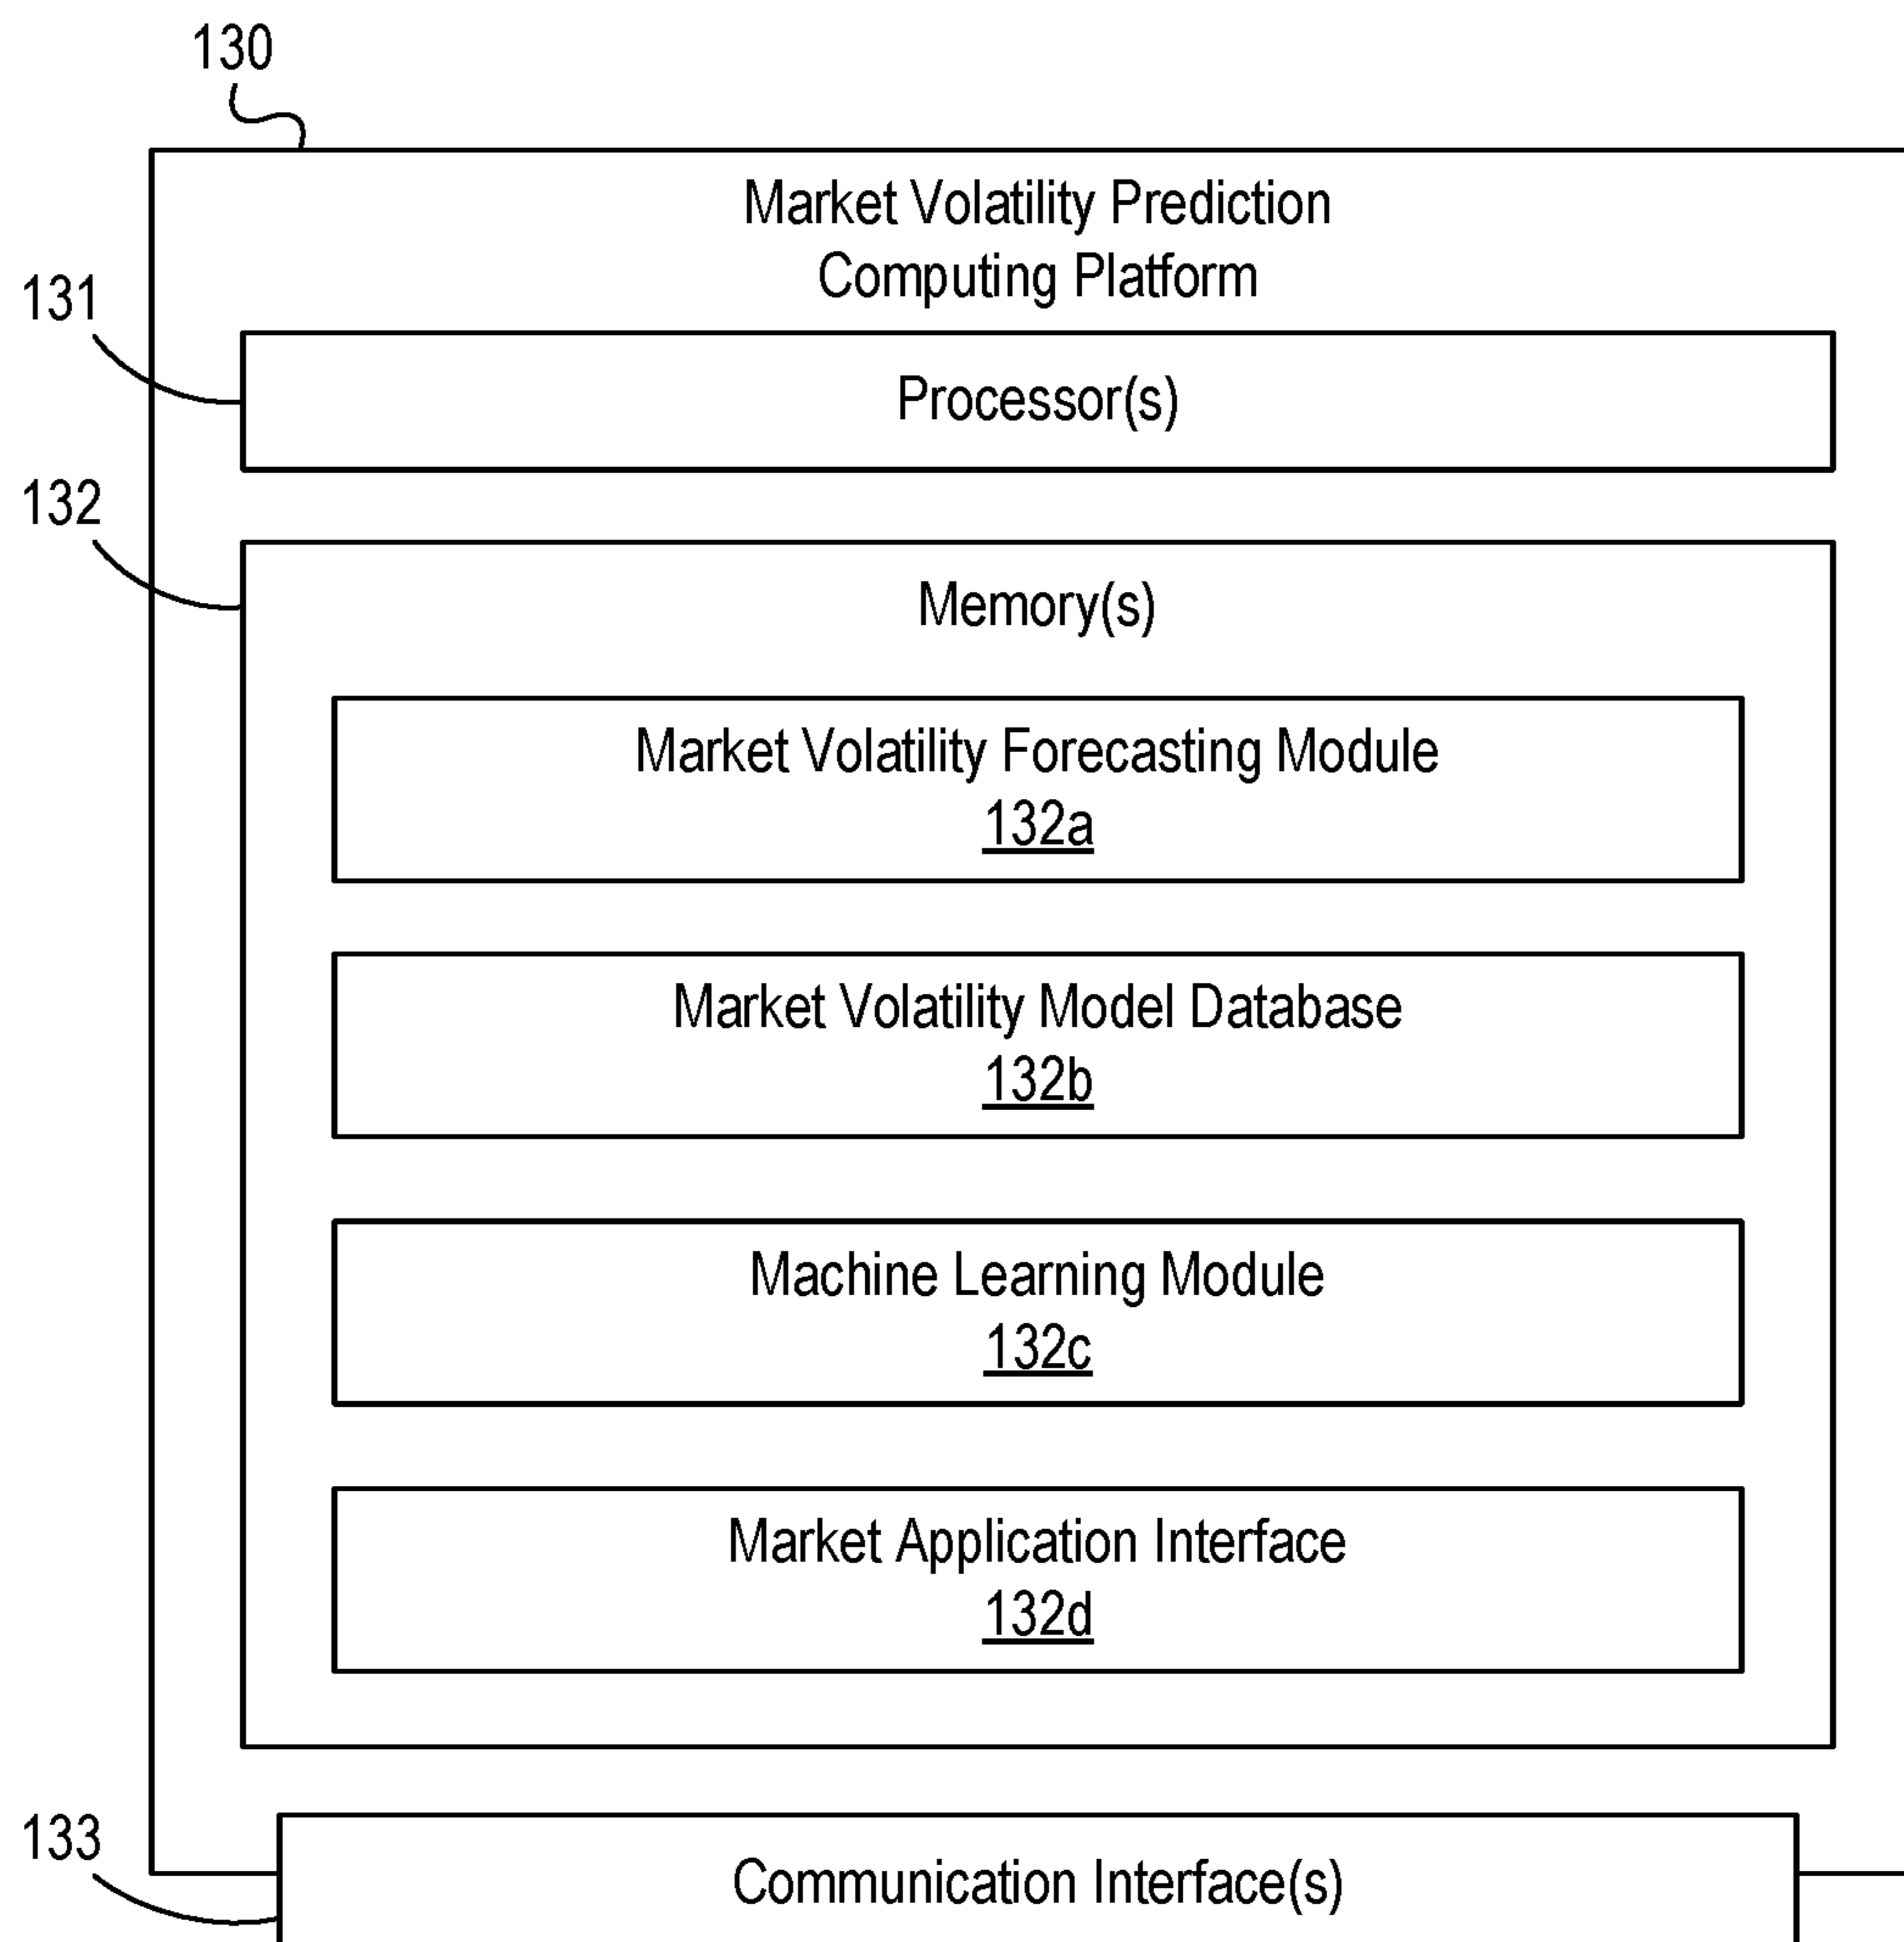 130
Market Volatility Prediction
Computing Platform
131
Processor(s)
132
Memory(s)
Market Volatility Forecasting Module
132a
Market Volatility Model Database
132b
Machine Learning Module
132c
Market Application Interface
132d
133
Communication Interface(s)